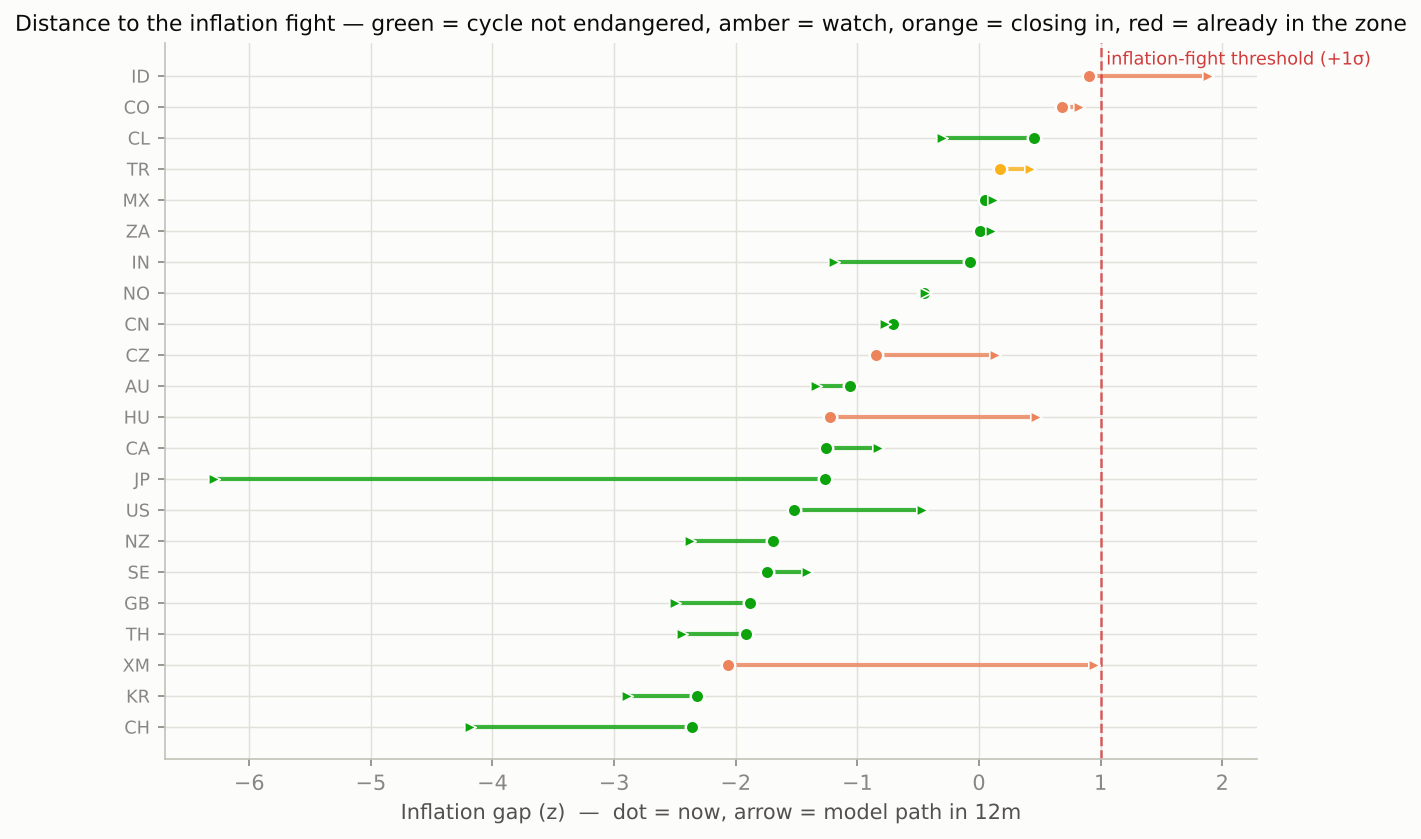 Distance to the inflation fight — green = cycle not endangered, amber = watch, orange = closing in, red = already in the zone
inflation-fight threshold (+1σ)
ID
CO
CL
TR
MX
ZA
IN
NO
CN
CZ
AU
HU
CA
JP
US
NZ
SE
GB
TH
XM
KR
CH
−6 −5 −4 −3 −2 −1 0 1 2
Inflation gap (z) — dot = now, arrow = model path in 12m